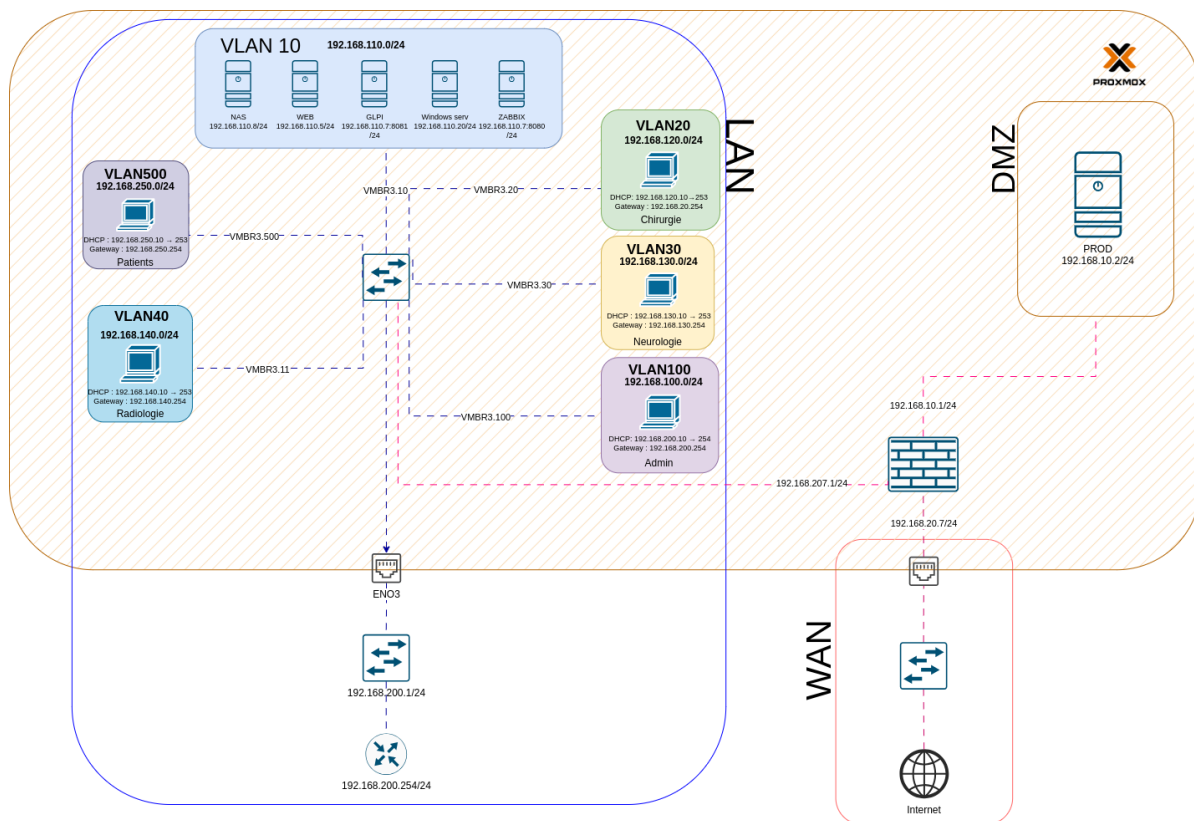 VLAN 10
192.168.110.0/24
NAS
192.168.110.8/24
WEB
192.168.110.5/24
GLPI
192.168.110.7:8081
/24
Windows serv
192.168.110.20/24
ZABBIX
192.168.110.7:8080
/24
PROXMOX
LAN
DMZ
VLAN20
192.168.120.0/24
DHCP : 192.168.120.10→253
Gateway : 192.168.20.254
Chirurgie
VLAN500
192.168.250.0/24
DHCP : 192.168.250.10 → 253
Gateway : 192.168.250.254
Patients
VMBR3.10
VMBR3.20
VMBR3.500
VMBR3.30
VMBR3.11
VMBR3.100
VLAN30
192.168.130.0/24
DHCP : 192.168.130.10 → 253
Gateway : 192.168.130.254
Neurologie
VLAN40
192.168.140.0/24
DHCP : 192.168.140.10 → 253
Gateway : 192.168.140.254
Radiologie
VLAN100
192.168.100.0/24
DHCP: 192.168.200.10 → 254
Gateway : 192.168.200.254
Admin
PROD
192.168.10.2/24
192.168.10.1/24
192.168.207.1/24
192.168.20.7/24
ENO3
192.168.200.1/24
192.168.200.254/24
WAN
Internet